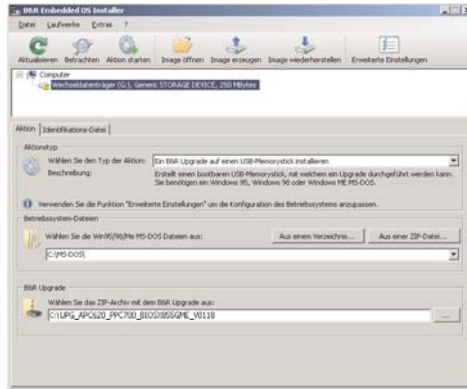 B&R Embedded OS Installer
Datei Laufwerke Extras ?
Aktualisieren Betrachten Aktion starten Image öffnen Image erzeugen Image wiederherstellen Erweiterte Einstellungen
Computer
Wechseldatenträger (G:), Generic STORAGE DEVICE, 250 MBytes
Aktion Identifikations-Datei
Aktionstyp
Wählen Sie den Typ der Aktion: Ein B&R Upgrade auf einen USB-Memorystick installieren
Beschreibung: Erstellt einen bootbaren USB-Memorystick, mit welchem ein Upgrade durchgeführt werden kann.
Sie benötigen ein Windows 95, Windows 98 oder Windows ME MS-DOS.
Verwenden Sie die Funktion "Erweiterte Einstellungen" um die Konfiguration des Betriebssystems anzupassen.
Betriebssystem-Dateien
Wählen Sie die Win95/98/Me MS-DOS Dateien aus: Aus einem Verzeichnis... Aus einer ZIP-Datei...
C:\MS-DOS\
B&R Upgrade
Wählen Sie das ZIP-Archiv mit dem B&R Upgrade aus:
C:\UPG_APC620_PPC700_BIOSX855GME_V0118 ...